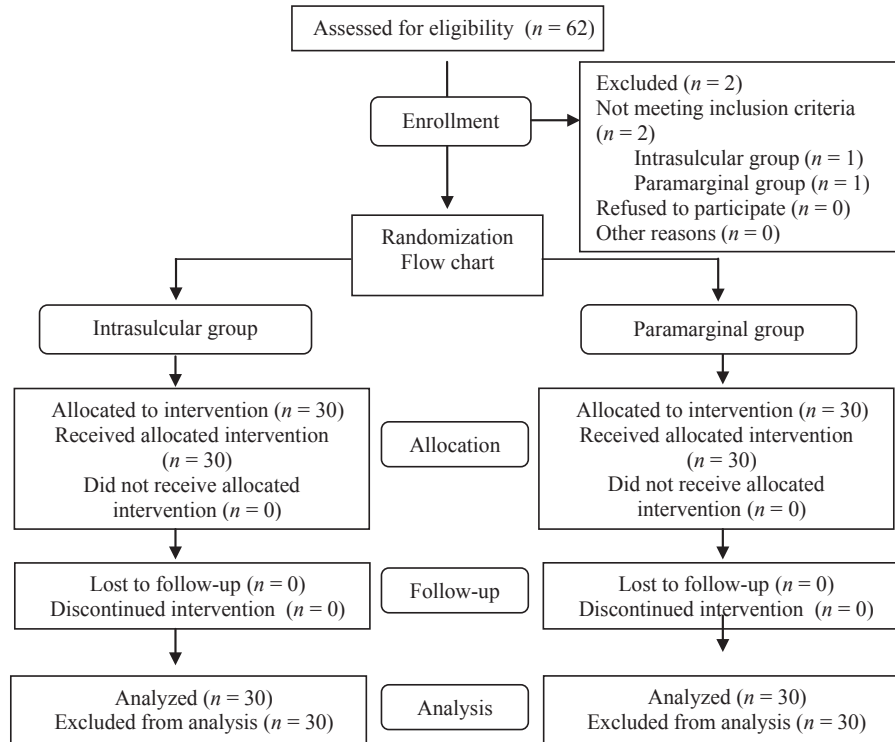 Assessed for eligibility (n = 62)
Enrollment
Excluded (n = 2)
Not meeting inclusion criteria
(n = 2)
Intrasulcular group (n = 1)
Paramarginal group (n = 1)
Refused to participate (n = 0)
Other reasons (n = 0)
Randomization
Flow chart
Intrasulcular group
Paramarginal group
Allocated to intervention (n = 30)
Received allocated intervention
(n = 30)
Did not receive allocated
intervention (n = 0)
Allocation
Allocated to intervention (n = 30)
Received allocated intervention
(n = 30)
Did not receive allocated
intervention (n = 0)
Lost to follow-up (n = 0)
Discontinued intervention (n = 0)
Follow-up
Lost to follow-up (n = 0)
Discontinued intervention (n = 0)
Analyzed (n = 30)
Excluded from analysis (n = 30)
Analysis
Analyzed (n = 30)
Excluded from analysis (n = 30)